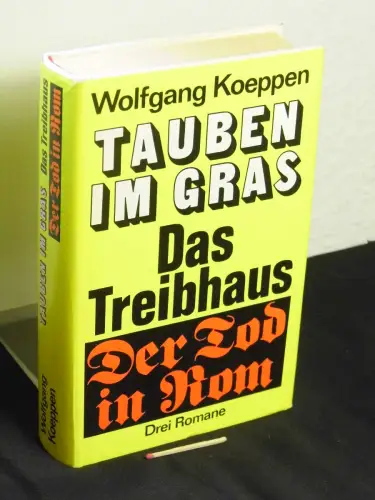 Wolfgang Koeppen
TAUBEN
IM GRAS
Das
Treibhaus
Der Tod
in Rom
Drei Romane
Wolfgang
Koeppen
TAUBEN IM GRAS
Das Treibhaus
Der Tod in Rom